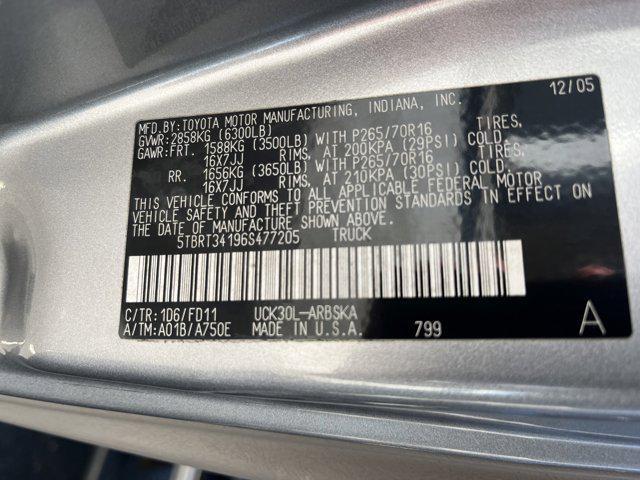 MFD.BY:TOYOTA MOTOR MANUFACTURING, INDIANA, INC. 12/05
GVWR:2858KG (6300LB)
GAWR:FRT. 1588KG (3500LB) WITH P265/70R16 TIRES,
16X7JJ RIMS, AT 200KPA (29PSI) COLD,
RR. 1656KG (3650LB) WITH P265/70R16 TIRES,
16X7JJ RIMS, AT 210KPA (30PSI) COLD.
THIS VEHICLE CONFORMS TO ALL APPLICABLE FEDERAL MOTOR
VEHICLE SAFETY AND THEFT PREVENTION STANDARDS IN EFFECT ON
THE DATE OF MANUFACTURE SHOWN ABOVE.
5TBRT34196S477205 TRUCK
C/TR:1D6/FD11 UCK30L-ARBSKA
A/TM:A01B/A750E MADE IN U.S.A. 799 A